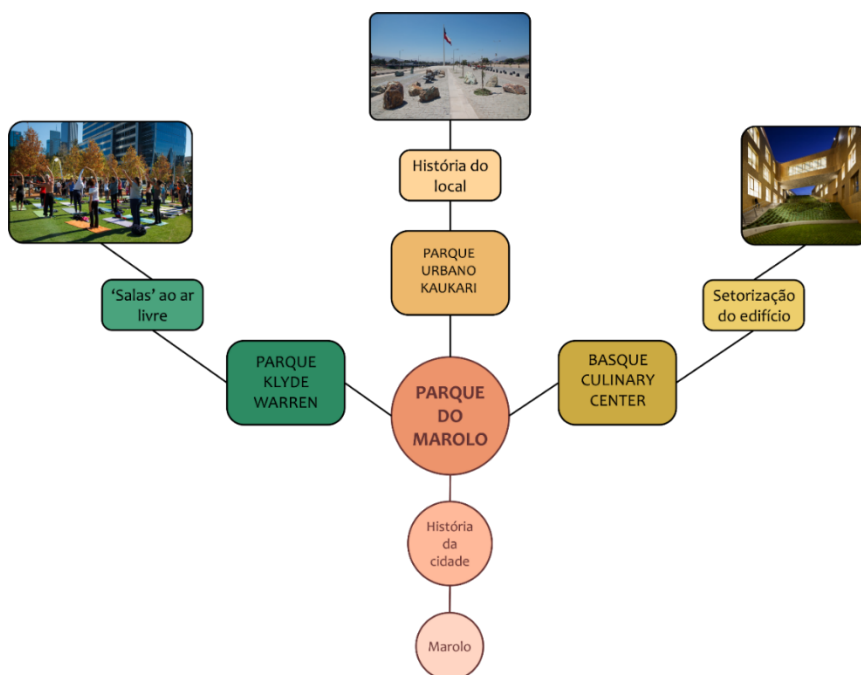 História do
local
PARQUE
URBANO
KAUKARI
‘Salas’ ao ar
livre
Setorização
do edifício
PARQUE
KLYDE
WARREN
PARQUE
DO
MAROLO
BASQUE
CULINARY
CENTER
História
da
cidade
Marolo